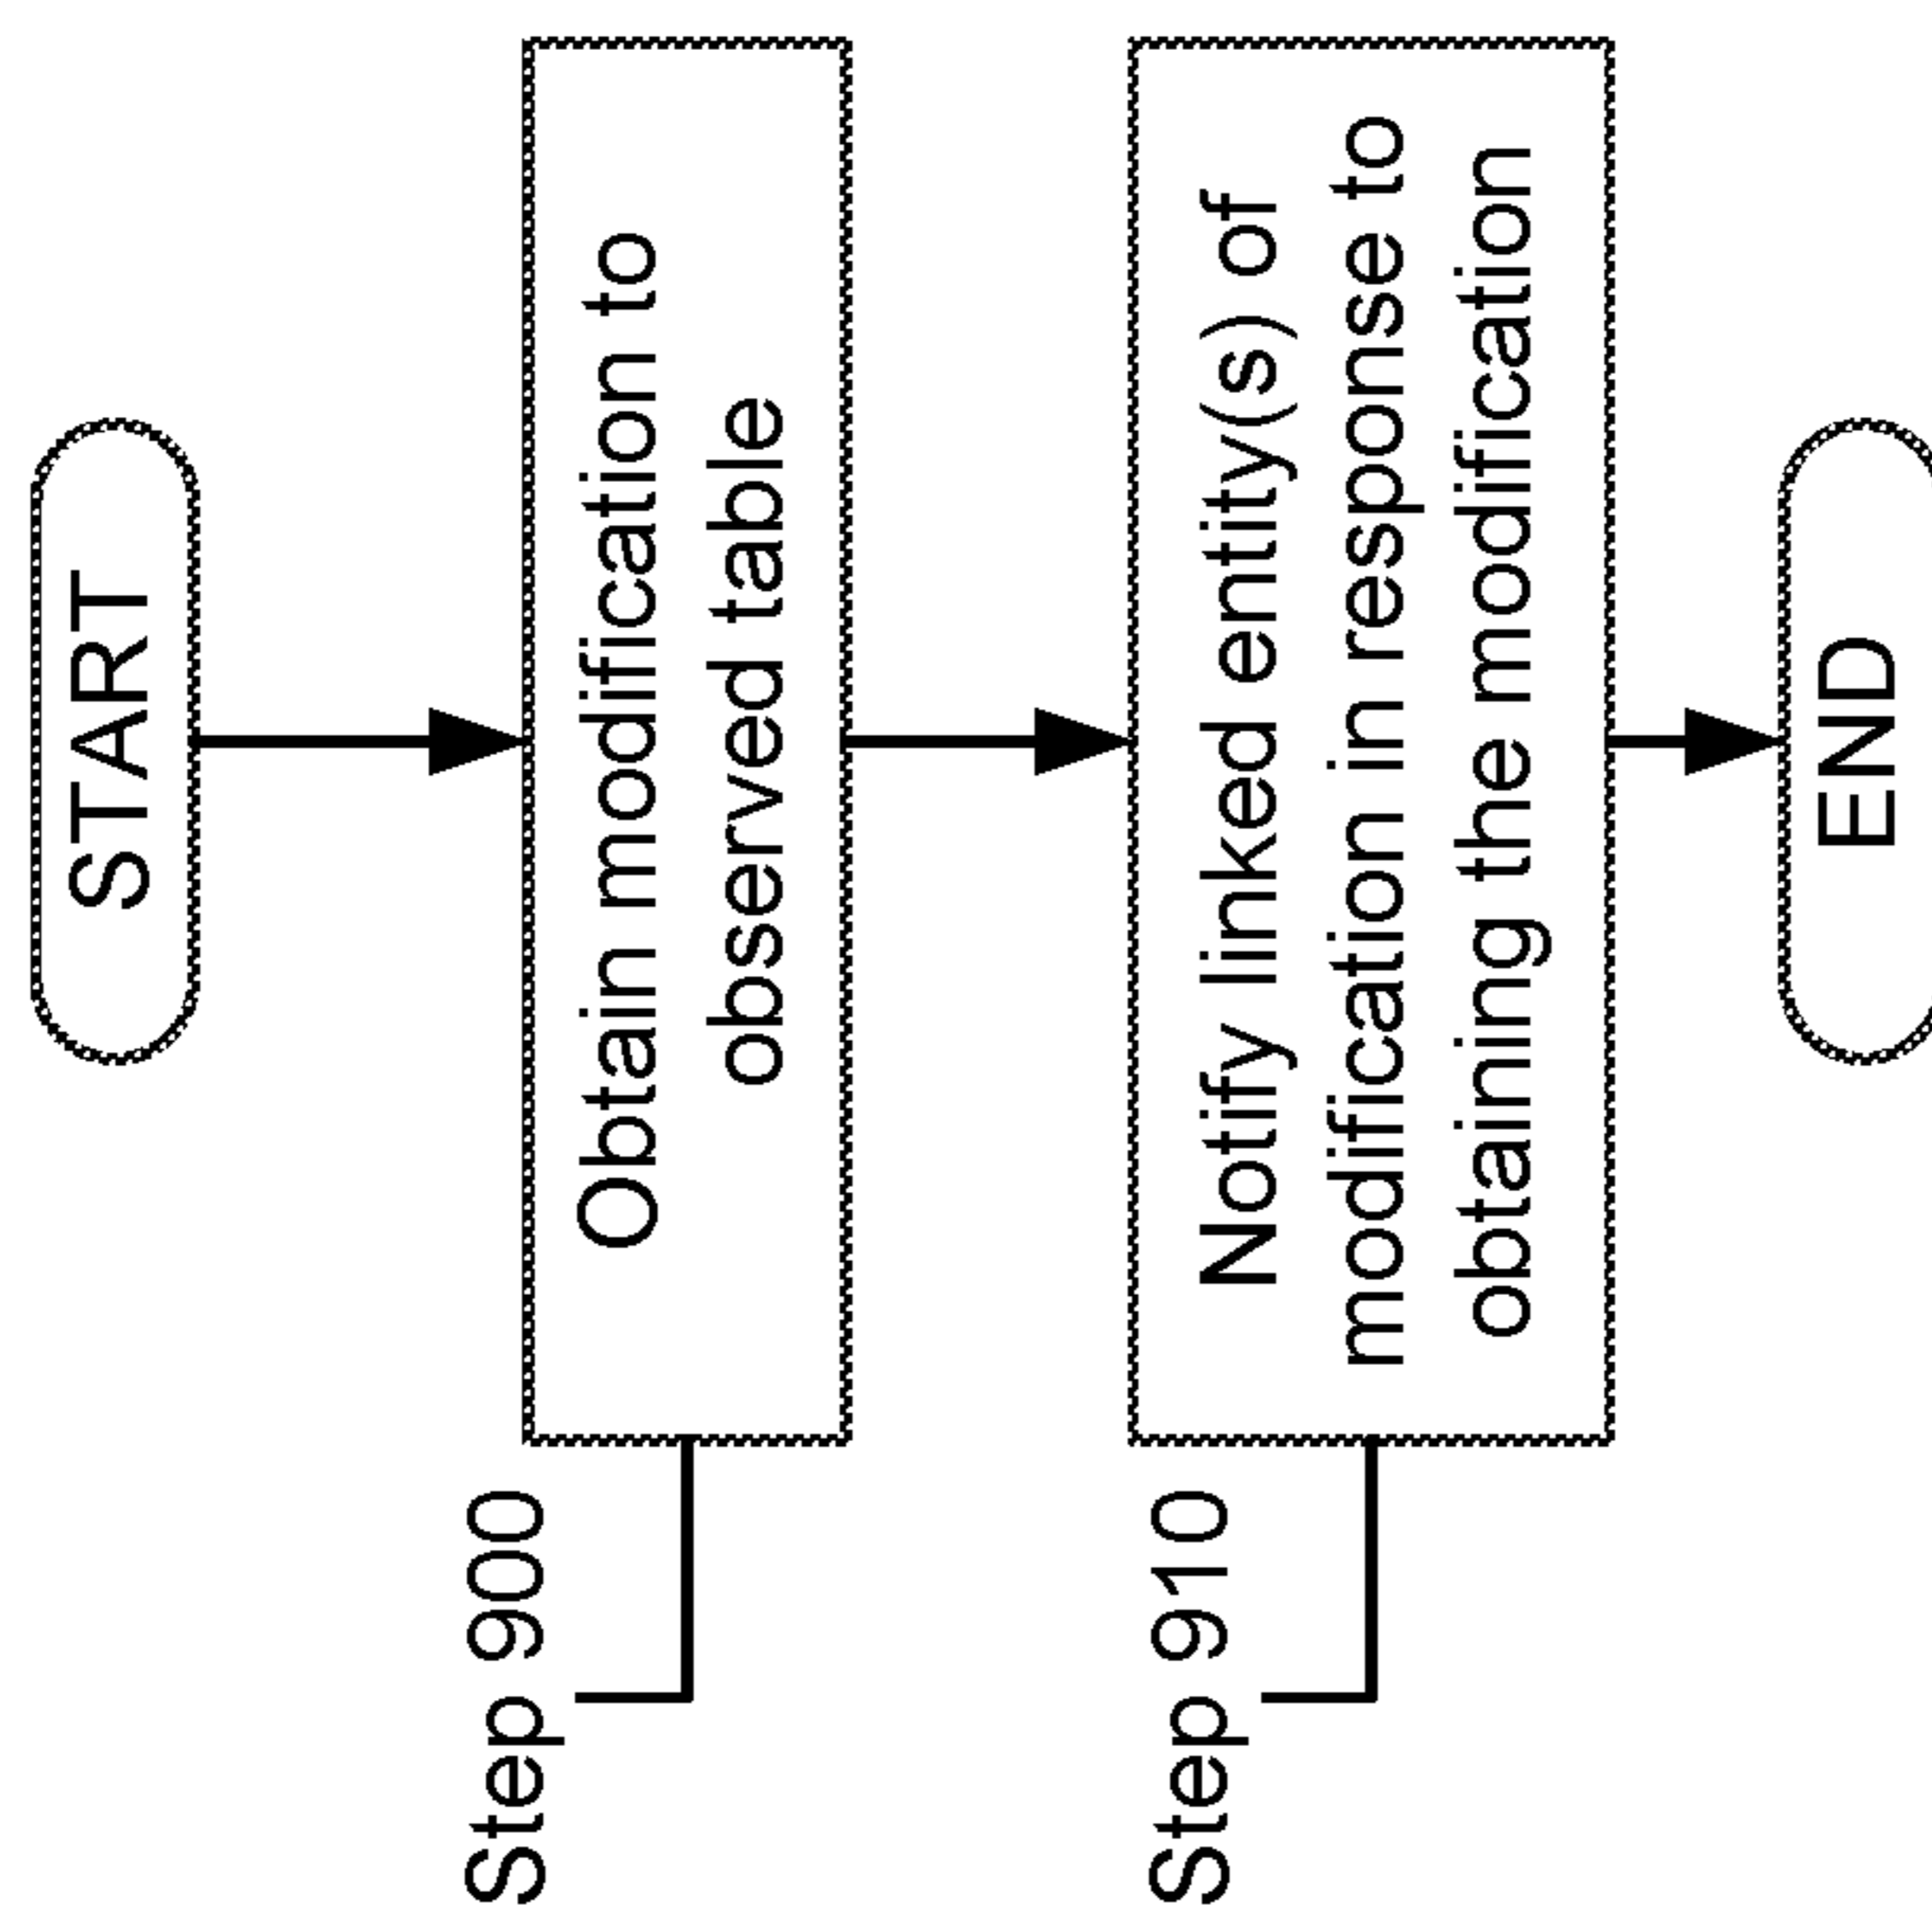 START
Step 900
Obtain modification to
observed table
Step 910
Notify linked entity(s) of
modification in response to
obtaining the modification
END